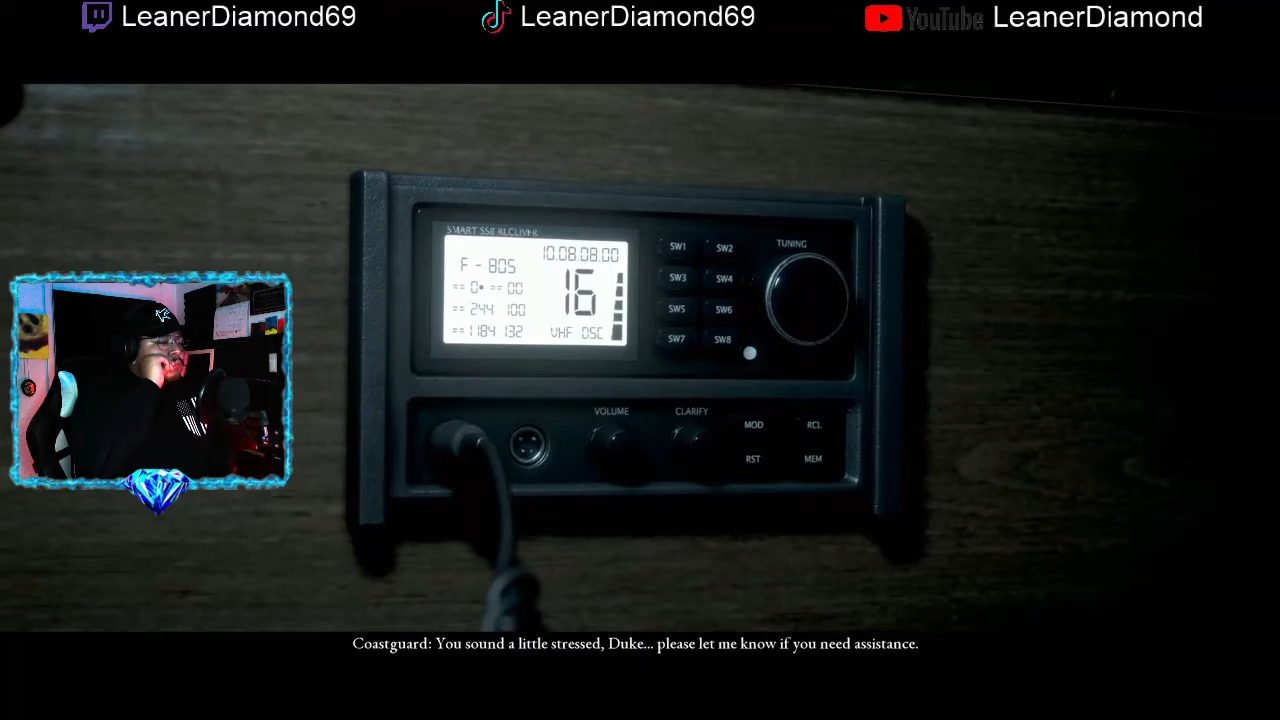 LeanerDiamond69
LeanerDiamond69
YouTube LeanerDiamond
SMART SSB RECEIVER
10.08.08.00
F - 805
16
== 0• == 00
== 244 100
== 1184 132
VHF DSC
SW1 SW2
SW3 SW4
SW5 SW6
SW7 SW8
TUNING
VOLUME
CLARIFY
MOD RCL
RST MEM
Coastguard: You sound a little stressed, Duke... please let me know if you need assistance.